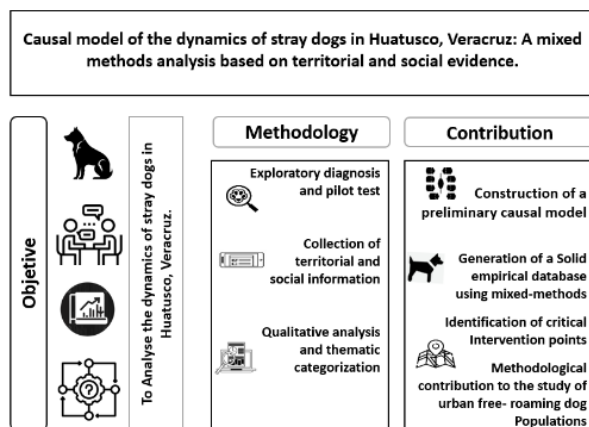 Causal model of the dynamics of stray dogs in Huatusco, Veracruz: A mixed
methods analysis based on territorial and social evidence.
Objetive
To Analyse the dynamics of stray dogs in
Huatusco, Veracruz.
Methodology
Exploratory diagnosis
and pilot test
Collection of
territorial and
social information
Qualitative analysis
and thematic
categorization
Contribution
Construction of a
preliminary causal model
Generation of a Solid
empirical database
using mixed-methods
Identification of critical
Intervention points
Methodological
contribution to the study of
urban free- roaming dog
Populations